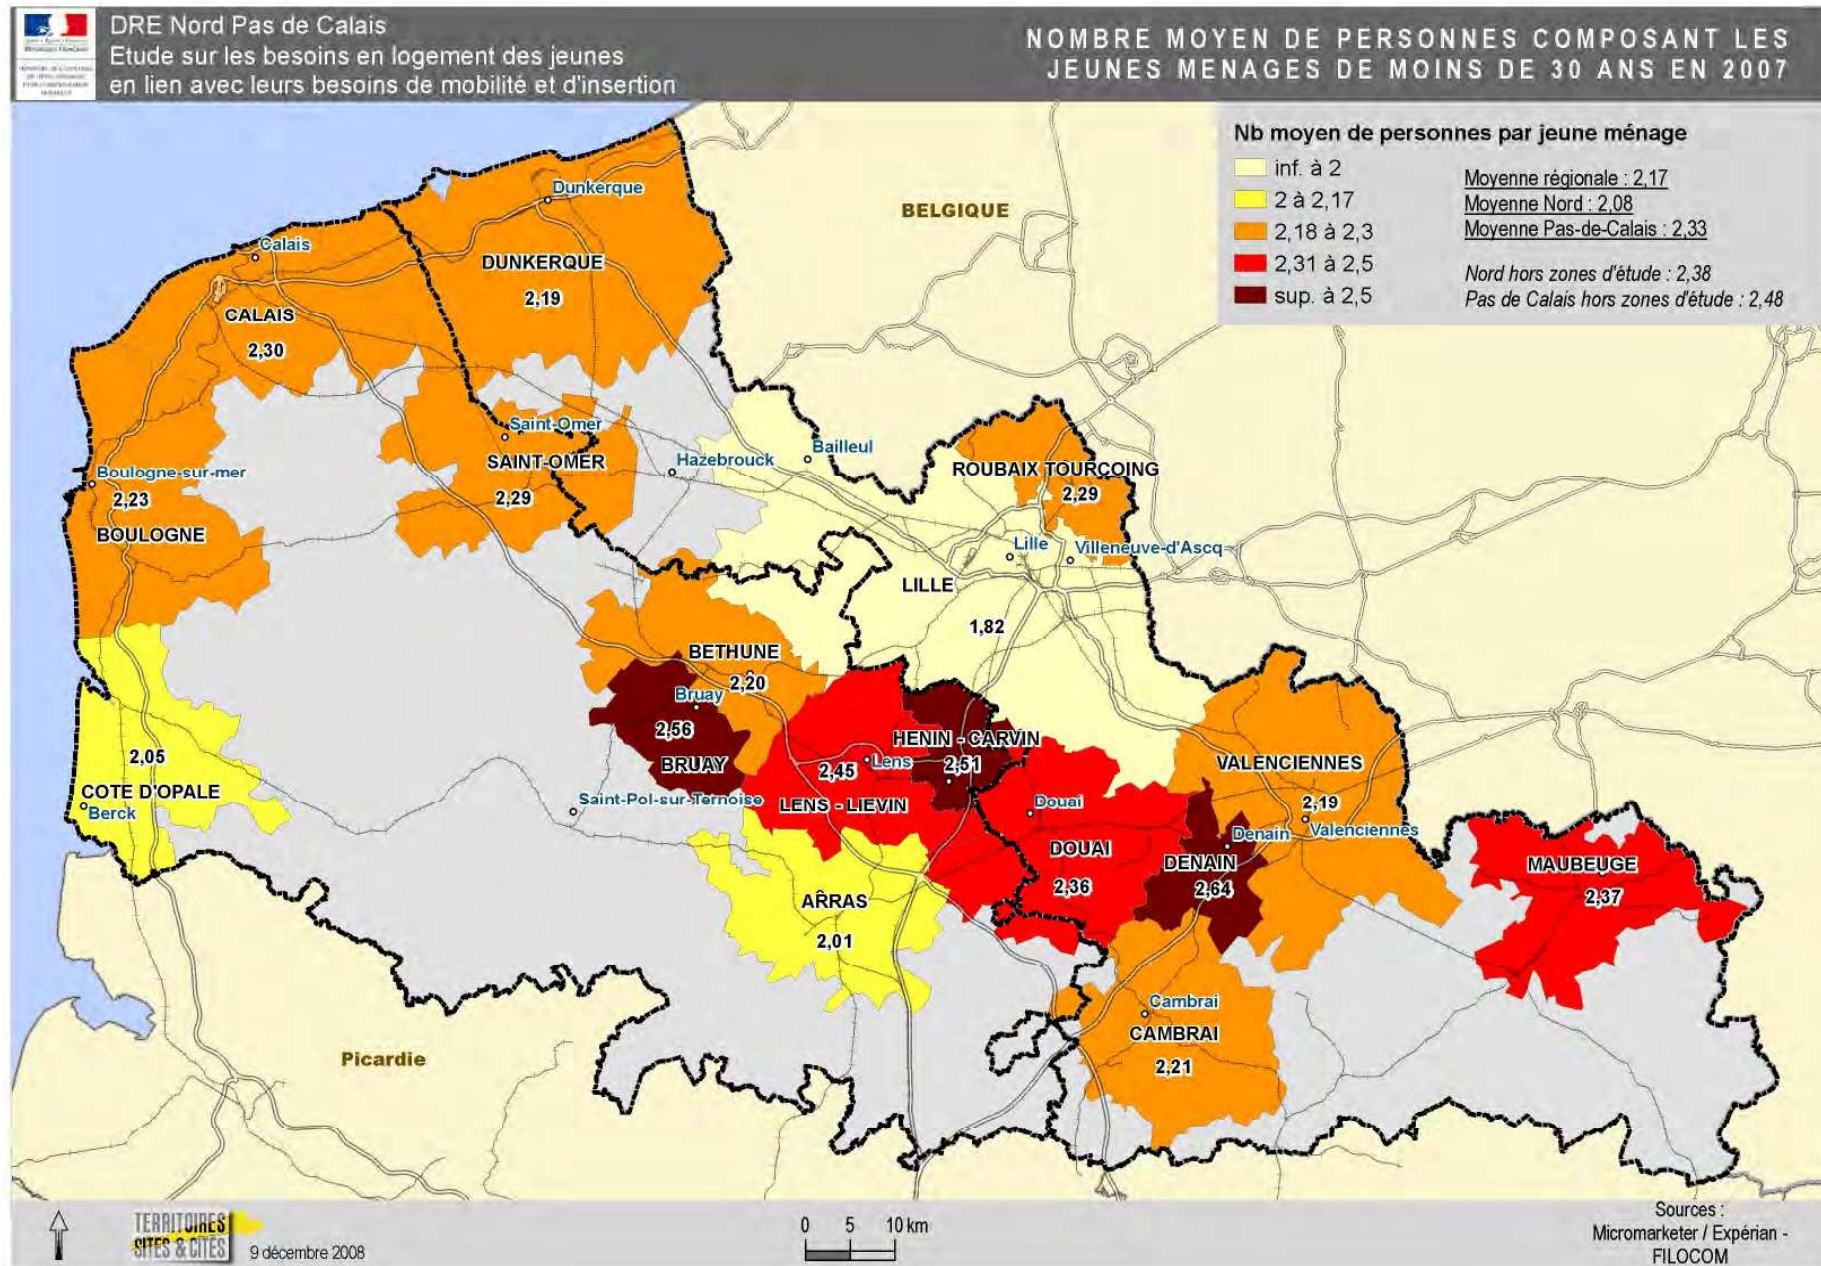 DRE Nord Pas de Calais
Etude sur les besoins en logement des jeunes
en lien avec leurs besoins de mobilité et d'insertion
NOMBRE MOYEN DE PERSONNES COMPOSANT LES
JEUNES MENAGES DE MOINS DE 30 ANS EN 2007
Nb moyen de personnes par jeune ménage
inf. à 2
2 à 2,17
2,18 à 2,3
2,31 à 2,5
sup. à 2,5
Moyenne régionale : 2,17
Moyenne Nord : 2,08
Moyenne Pas-de-Calais : 2,33
Nord hors zones d'étude : 2,38
Pas de Calais hors zones d'étude : 2,48
BELGIQUE
Dunkerque
DUNKERQUE
2,19
Calais
CALAIS
2,30
Saint-Omer
SAINT-OMER
2,29
Hazebrouck
Bailleul
ROUBAIX TOURCOING
2,29
Boulogne-sur-mer
2,23
BOULOGNE
Lille
Villeneuve-d'Ascq
LILLE
1,82
BETHUNE
2,20
Bruay
2,56
BRUAY
HENIN - CARVIN
2,51
2,45
Lens
LENS - LIEVIN
2,05
COTE D'OPALE
Berck
Saint-Pol-sur-Ternoise
Douai
DOUAI
2,36
VALENCIENNES
2,19
Valenciennes
Denain
DENAIN
2,64
MAUBEUGE
2,37
ARRAS
2,01
Cambrai
CAMBRAI
2,21
Picardie
TERRITOIRES
SITES & CITÉS
9 décembre 2008
0 5 10 km
Sources :
Micromarketer / Expérian -
FILOCOM